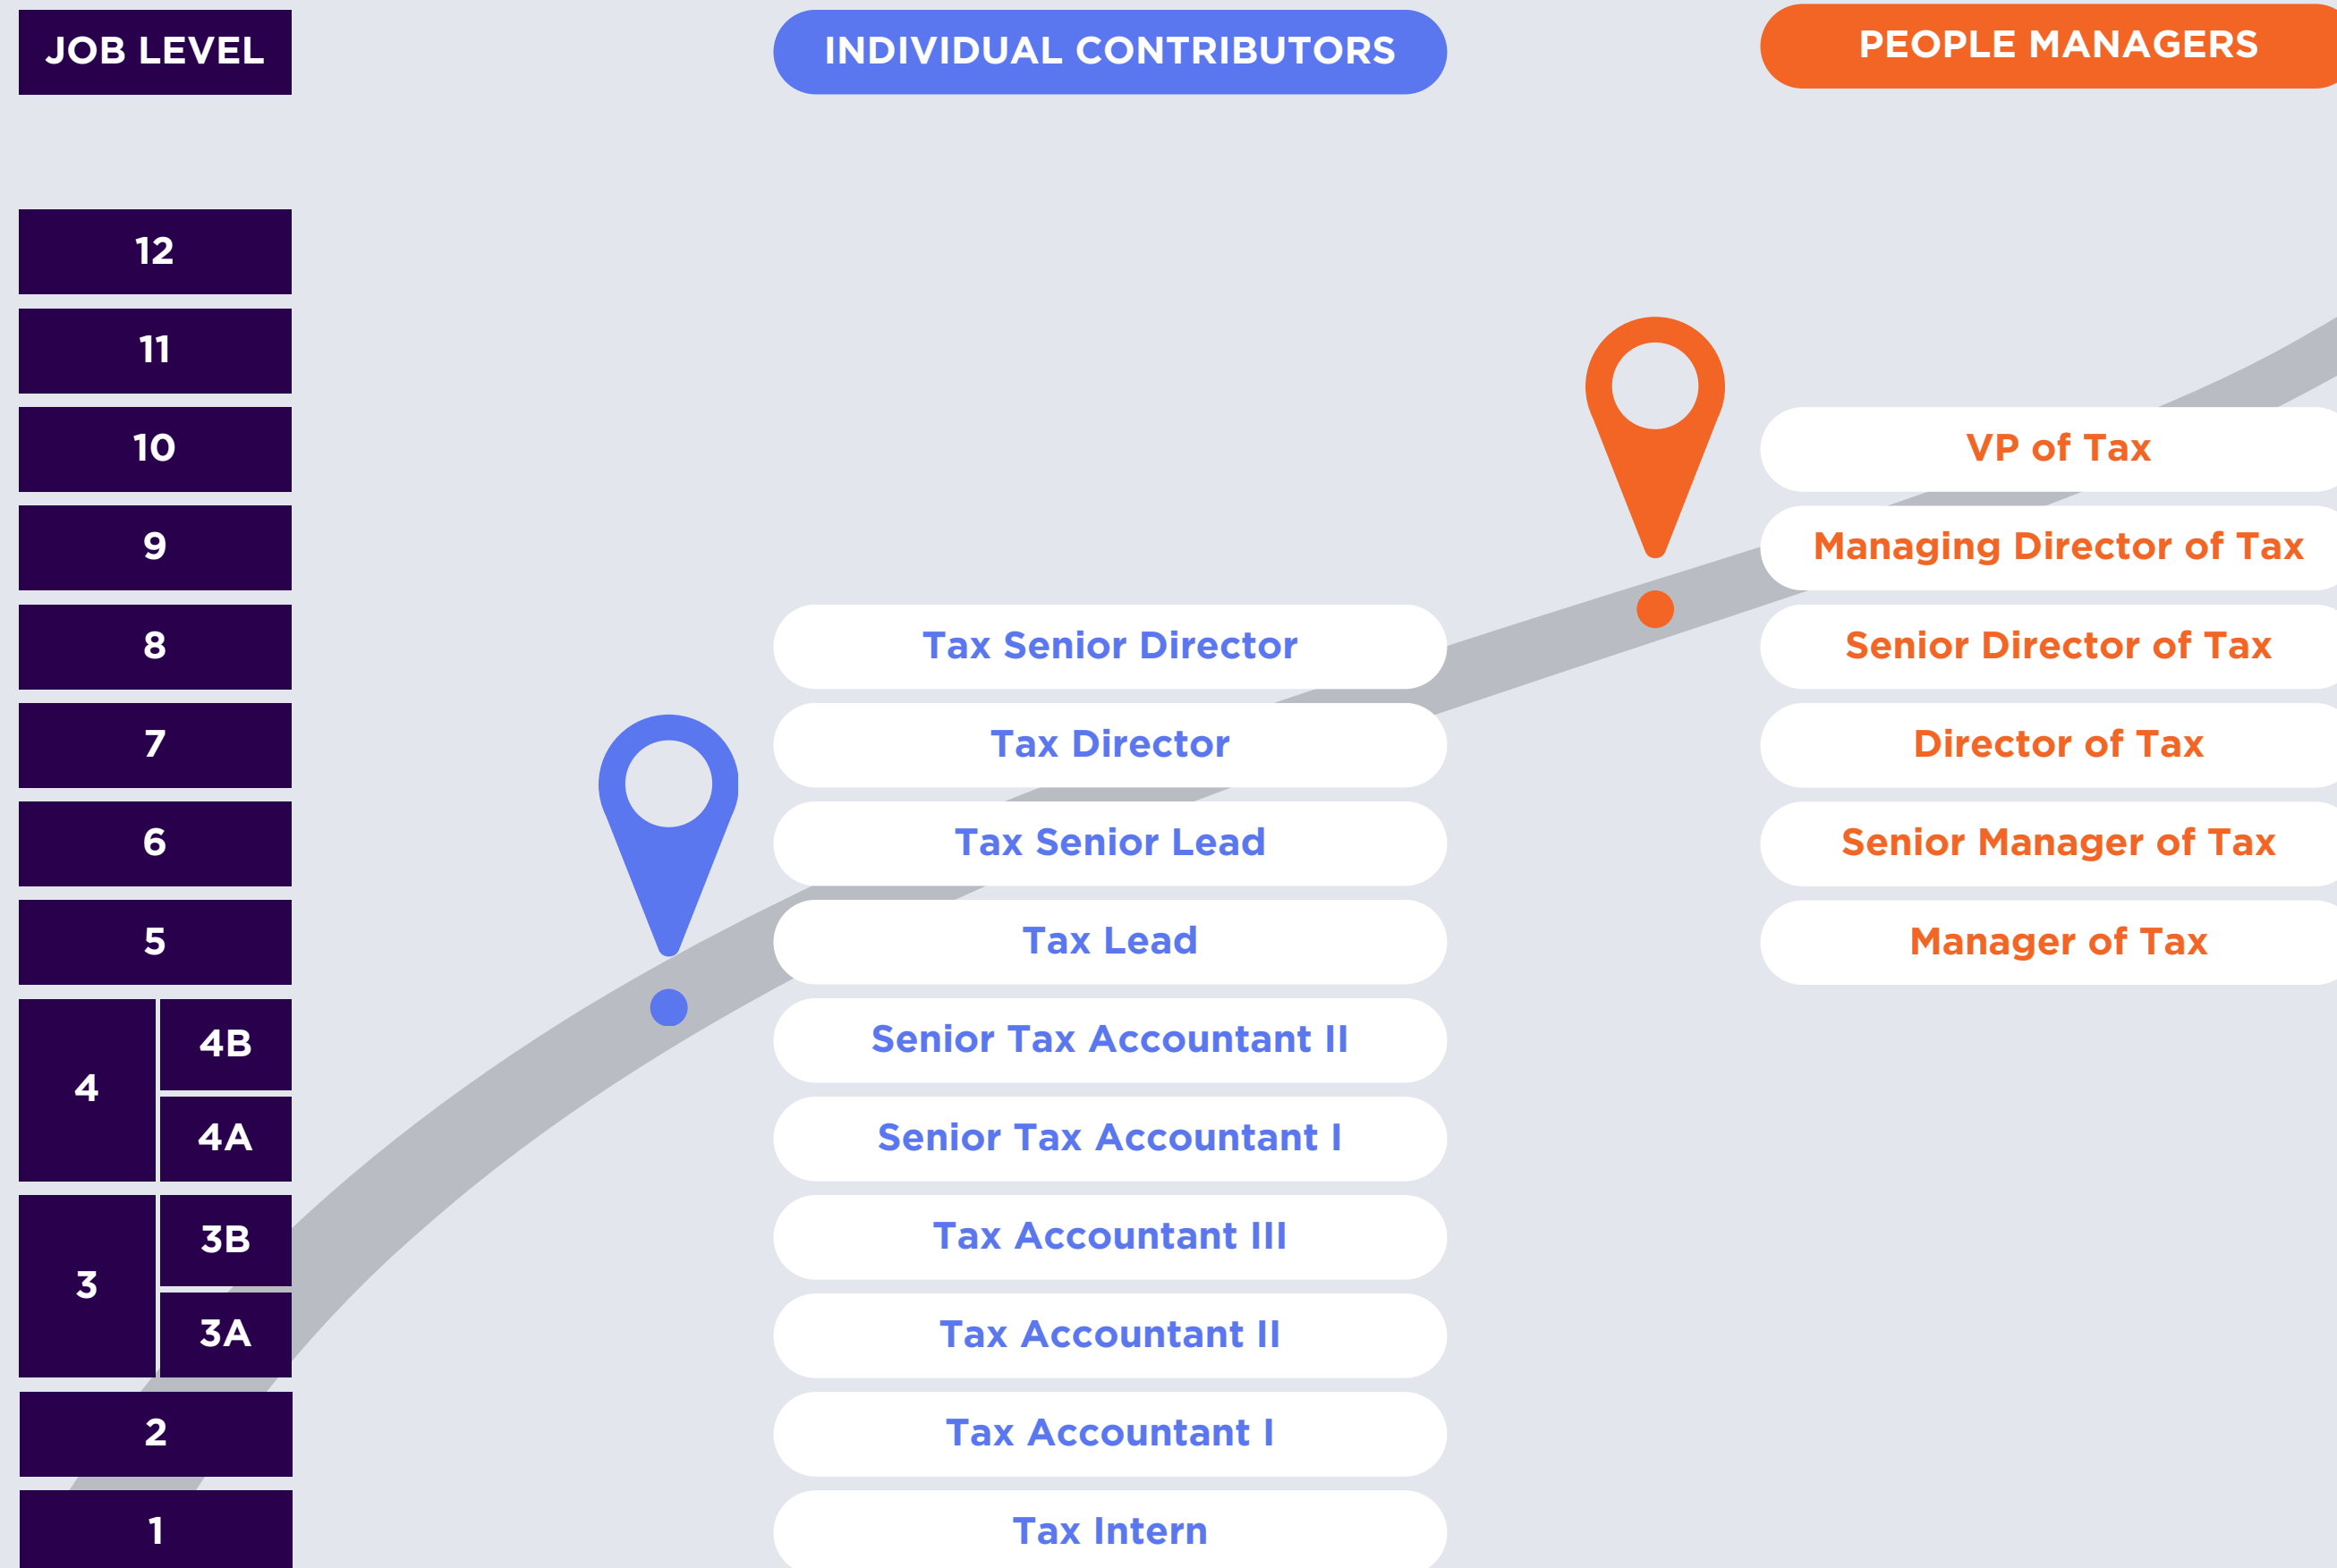 JOB LEVEL INDIVIDUAL CONTRIBUTORS PEOPLE MANAGERS
12
11
10 VP of Tax
9 Managing Director of Tax
8 Tax Senior Director Senior Director of Tax
7 Tax Director Director of Tax
6 Tax Senior Lead Senior Manager of Tax
5 Tax Lead Manager of Tax
4 4B Senior Tax Accountant II
4A Senior Tax Accountant I
3 3B Tax Accountant III
3A Tax Accountant II
2 Tax Accountant I
1 Tax Intern